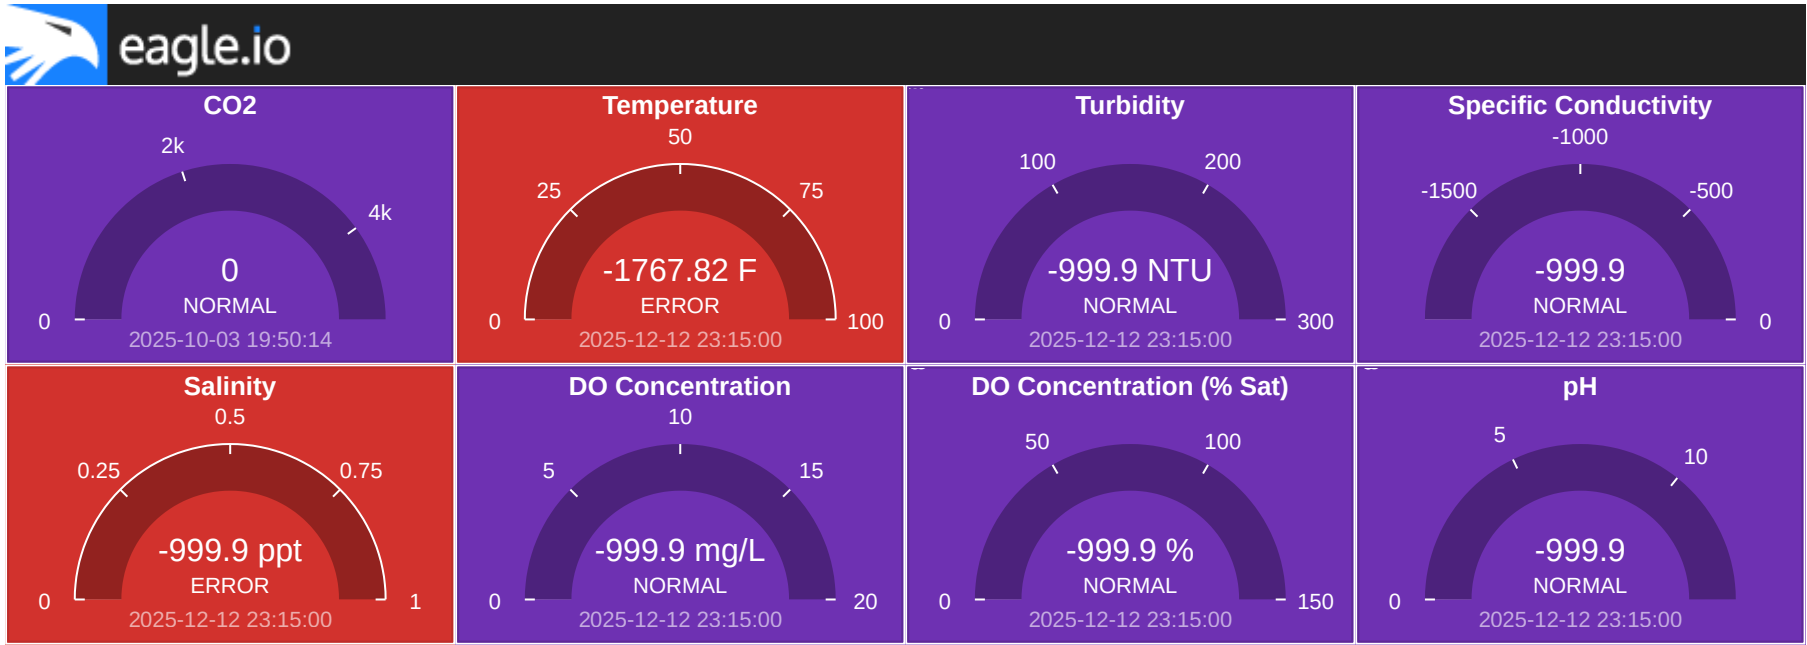 eagle.io
CO2
2k
4k
0
0
NORMAL
2025-10-03 19:50:14
Temperature
50
25
75
-1767.82 F
ERROR
0
100
2025-12-12 23:15:00
Turbidity
100
200
-999.9 NTU
NORMAL
0
300
2025-12-12 23:15:00
Specific Conductivity
-1000
-1500
-500
-999.9
NORMAL
0
2025-12-12 23:15:00
Salinity
0.5
0.25
0.75
-999.9 ppt
ERROR
0
1
2025-12-12 23:15:00
DO Concentration
10
5
15
-999.9 mg/L
NORMAL
0
20
2025-12-12 23:15:00
DO Concentration (% Sat)
50
100
-999.9 %
NORMAL
0
150
2025-12-12 23:15:00
pH
5
10
-999.9
NORMAL
0
2025-12-12 23:15:00